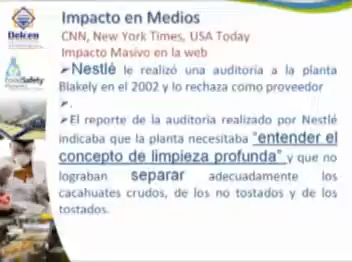 Impacto en Medios
CNN, New York Times, USA Today
Impacto Masivo en la web
➤Nestlé le realizó una auditoria a la planta
Blakely en el 2002 y lo rechaza como proveedor
➤.
➤El reporte de la auditoria realizado por Nestlé
indicaba que la planta necesitaba "entender el
concepto de limpieza profunda" y que no
lograban separar adecuadamente los
cacahuates crudos, de los no tostados y de los
tostados.
Delcen
FoodSafety